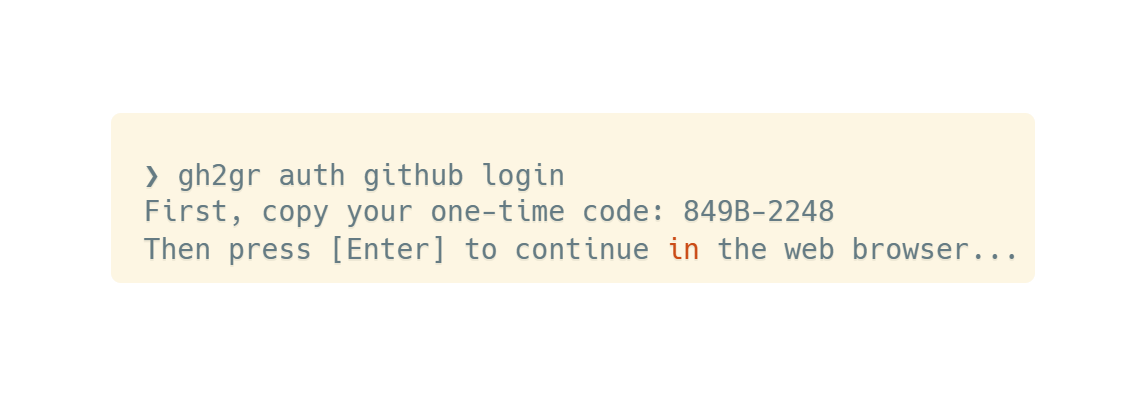 ❯ gh2gr auth github login
First, copy your one-time code: 849B-2248
Then press [Enter] to continue in the web browser...